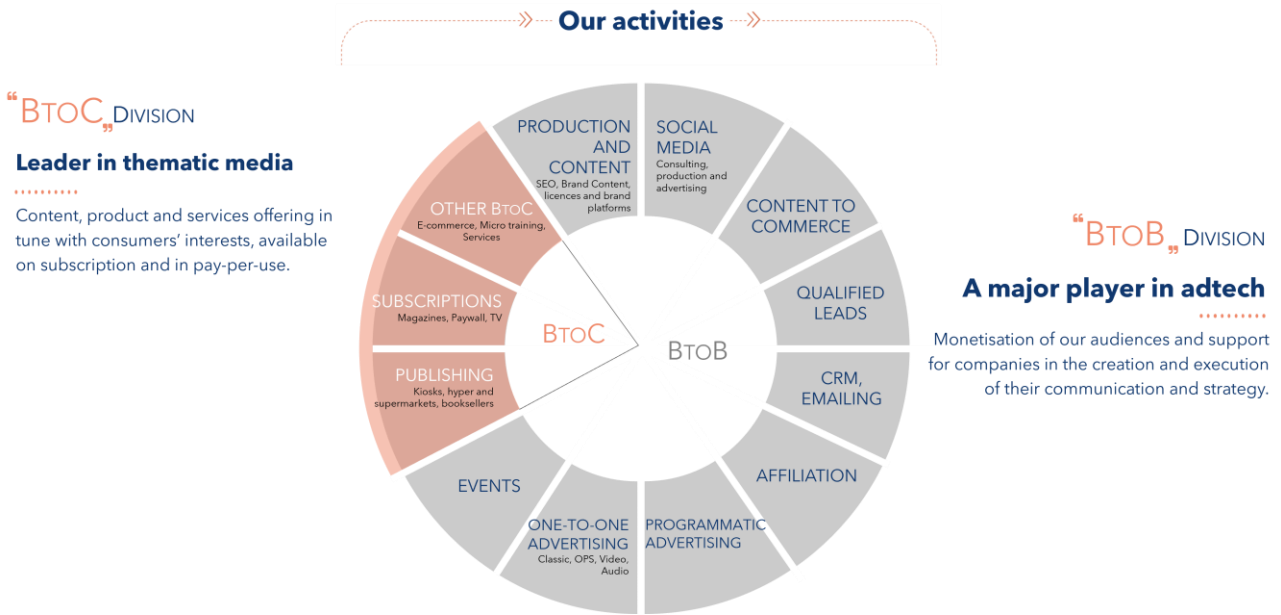 Our activities
“BTOC„ DIVISION
Leader in thematic media
Content, product and services offering in
tune with consumers’ interests, available
on subscription and in pay-per-use.
PRODUCTION
AND
CONTENT
SEO, Brand Content,
licences and brand
platforms
SOCIAL
MEDIA
Consulting,
production and
advertising
CONTENT TO
COMMERCE
QUALIFIED
LEADS
CRM,
EMAILING
AFFILIATION
PROGRAMMATIC
ADVERTISING
ONE-TO-ONE
ADVERTISING
Classic, OPS, Video,
Audio
EVENTS
PUBLISHING
Kiosks, hyper and
supermarkets, booksellers
SUBSCRIPTIONS
Magazines, Paywall, TV
OTHER BTOC
E-commerce, Micro training,
Services
BTOC
BTOB
“BTOB„ DIVISION
A major player in adtech
Monetisation of our audiences and support
for companies in the creation and execution
of their communication and strategy.